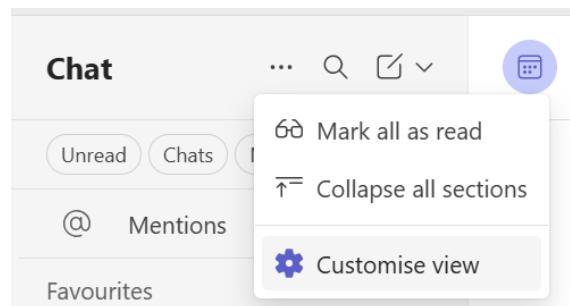 Chat
Mark all as read
Unread
Chats
Collapse all sections
@ Mentions
Customise view
Favourites